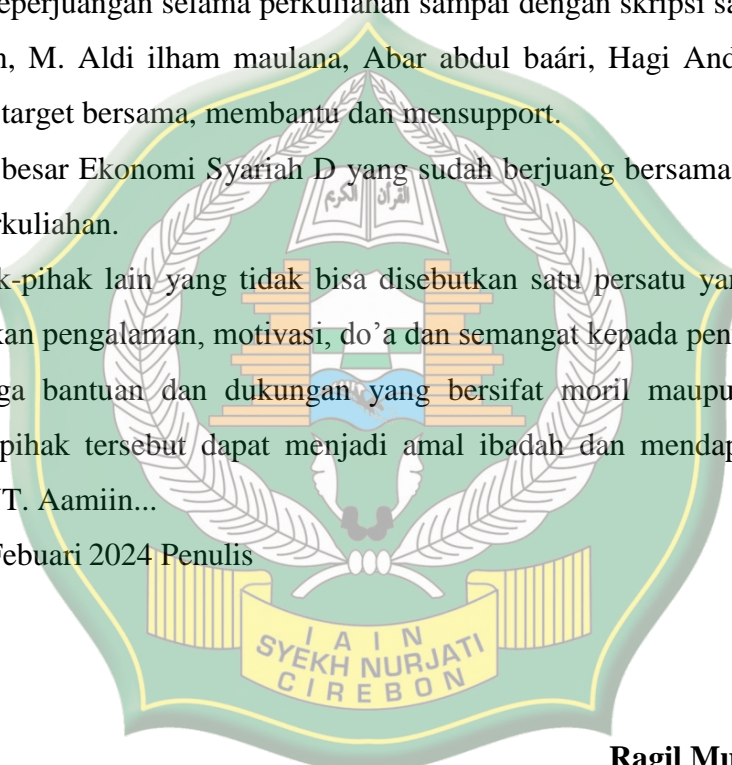 eperjuangan selama perkuliahan sampai dengan skripsi sa
, M. Aldi ilham maulana, Abar abdul baári, Hagi And
target bersama, membantu dan mensupport.
besar Ekonomi Syariah D yang sudah berjuang bersama
rkuliahan.
القرآن الكريم
k-pihak lain yang tidak bisa disebutkan satu persatu yan
kan pengalaman, motivasi, do’a dan semangat kepada pen
ga bantuan dan dukungan yang bersifat moril maupu
pihak tersebut dapat menjadi amal ibadah dan mendap
T. Aamiin...
Febuari 2024 Penulis
IAIN
SYEKH NURJATI
CIREBON
Ragil Mu